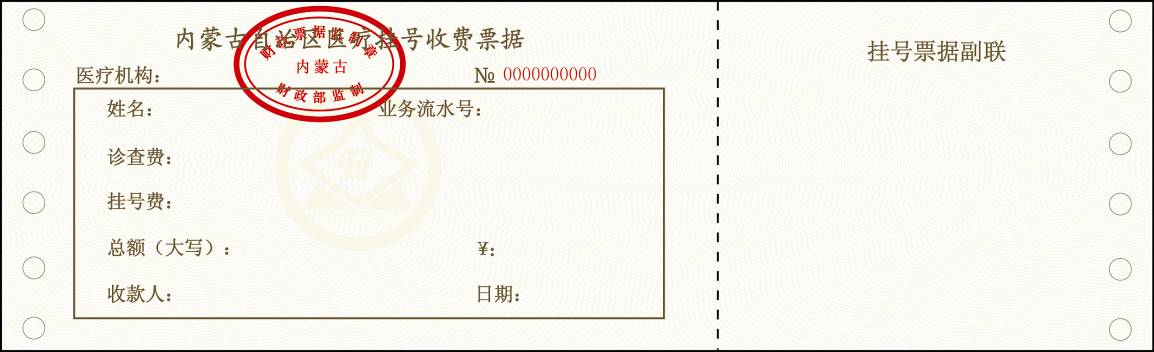 内蒙古自治区医疗挂号收费票据
财政票据监制章
内蒙古
财政部监制
挂号票据副联
医疗机构：
№ 0000000000
姓名：
业务流水号：
诊查费：
挂号费：
总额（大写）：
¥：
收款人：
日期：